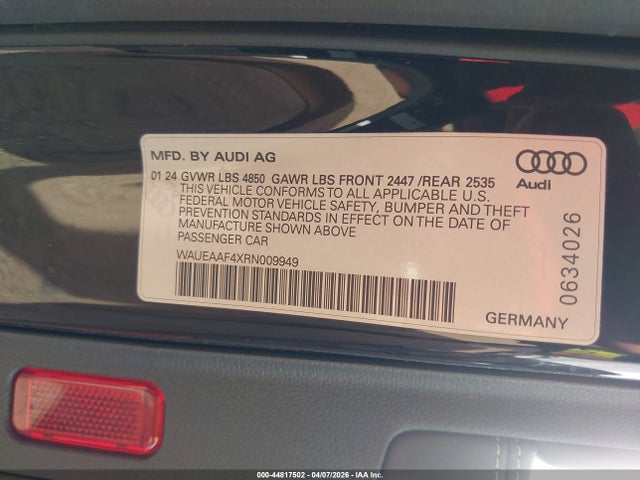 MFD. BY AUDI AG
01 24 GVWR LBS 4850 GAWR LBS FRONT 2447 /REAR 2535
THIS VEHICLE CONFORMS TO ALL APPLICABLE U.S.
FEDERAL MOTOR VEHICLE SAFETY, BUMPER AND THEFT
PREVENTION STANDARDS IN EFFECT ON THE DATE OF
MANUFACTURE SHOWN ABOVE
PASSENGER CAR
WAUEAAF4XRN009949
Audi
0634026
GERMANY
000-44817502 - 04/07/2026 - IAA Inc.